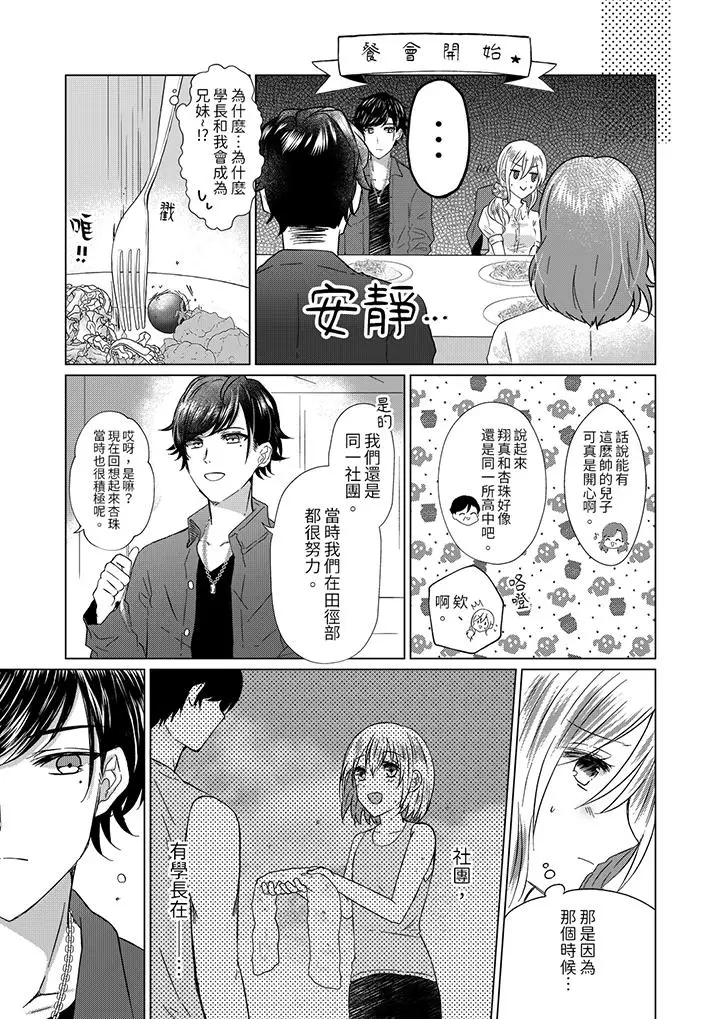 餐會開始
…
安靜…
為什麼…為什麼
學長和我會成為
兄妹~!?
戳
呃!!
話說能有
這麼帥的兒子
可真是開心啊。
說起來
翔真和杏珠好像
還是同一所高中吧。
咯噔
啊欸
。
是的
我們還是
同一社團。
當時我們在田徑部
都很努力。
哎呀,是嘛?
現在回想起來杏珠
當時也很積極呢。
那是因為
那個時候…
社團,
有學長在——……